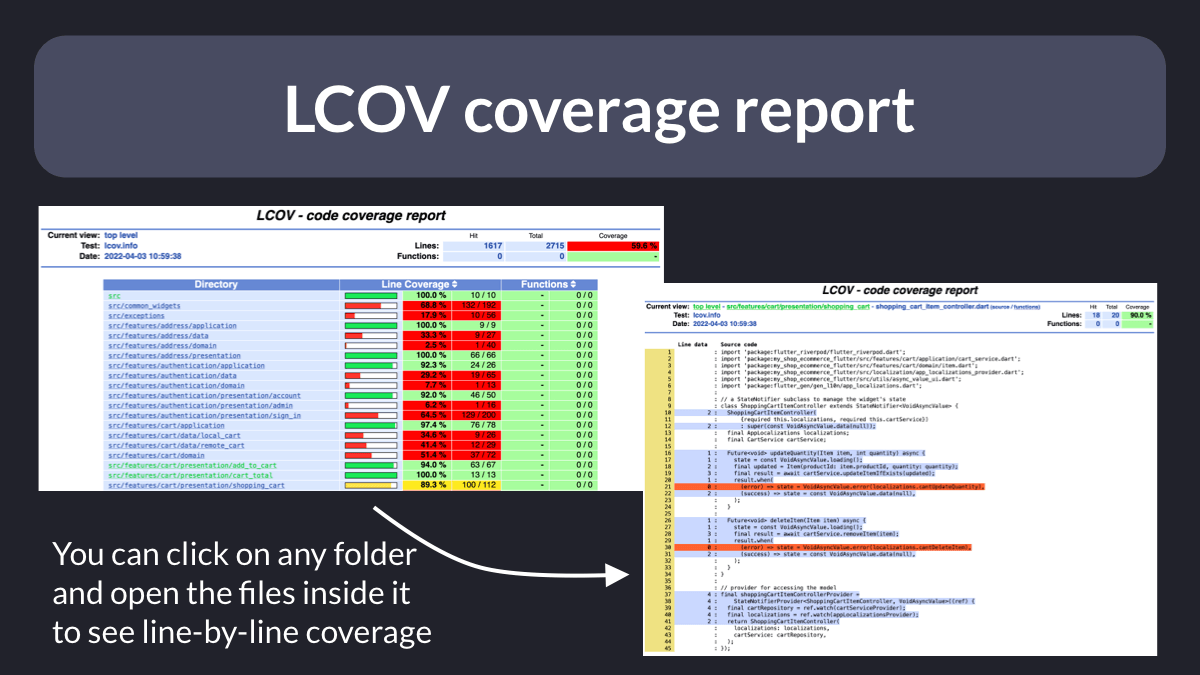 LCOV coverage report
LCOV - code coverage report
Current view: top level Hit Total Coverage
Test: lcov.info Lines: 1617 2715 59.6 %
Date: 2022-04-03 10:59:38 Functions: 0 0 -
Directory Line Coverage Functions
src 100.0 % 10 / 10 - 0 / 0
src/common_widgets 68.8 % 132 / 192 - 0 / 0
src/exceptions 17.9 % 10 / 56 - 0 / 0
src/features/address/application 100.0 % 9 / 9 - 0 / 0
src/features/address/data 33.3 % 9 / 27 - 0 / 0
src/features/address/domain 2.5 % 1 / 40 - 0 / 0
src/features/address/presentation 100.0 % 66 / 66 - 0 / 0
src/features/authentication/application 92.3 % 24 / 26 - 0 / 0
src/features/authentication/data 29.2 % 19 / 65 - 0 / 0
src/features/authentication/domain 7.7 % 1 / 13 - 0 / 0
src/features/authentication/presentation/account 92.0 % 46 / 50 - 0 / 0
src/features/authentication/presentation/admin 6.2 % 1 / 16 - 0 / 0
src/features/authentication/presentation/sign_in 64.5 % 129 / 200 - 0 / 0
src/features/cart/application 97.4 % 76 / 78 - 0 / 0
src/features/cart/data/local_cart 34.6 % 9 / 26 - 0 / 0
src/features/cart/data/remote_cart 41.4 % 12 / 29 - 0 / 0
src/features/cart/domain 51.4 % 37 / 72 - 0 / 0
src/features/cart/presentation/add_to_cart 94.0 % 63 / 67 - 0 / 0
src/features/cart/presentation/cart_total 100.0 % 13 / 13 - 0 / 0
src/features/cart/presentation/shopping_cart 89.3 % 100 / 112 - 0 / 0
You can click on any folder
and open the files inside it
to see line-by-line coverage
LCOV - code coverage report
Current view: top level - src/features/cart/presentation/shopping_cart - shopping_cart_item_controller.dart (source / functions) Hit Total Coverage
Test: lcov.info Lines: 18 20 90.0 %
Date: 2022-04-03 10:59:38 Functions: 0 0 -
Line data Source code
1 : import 'package:flutter_riverpod/flutter_riverpod.dart';
2 : import 'package:my_shop_ecommerce_flutter/src/features/cart/application/cart_service.dart';
3 : import 'package:my_shop_ecommerce_flutter/src/features/cart/domain/item.dart';
4 : import 'package:my_shop_ecommerce_flutter/src/localization/app_localizations_provider.dart';
5 : import 'package:my_shop_ecommerce_flutter/src/utils/async_value_ui.dart';
6 : import 'package:flutter_gen/gen_l10n/app_localizations.dart';
7 :
8 : // a StateNotifier subclass to manage the widget's state
9 : class ShoppingCartItemController extends StateNotifier<VoidAsyncValue> {
10 2 : ShoppingCartItemController(
11 : {required this.localizations, required this.cartService})
12 2 : : super(const VoidAsyncValue.data(null));
13 : final AppLocalizations localizations;
14 : final CartService cartService;
15 :
16 1 : Future<void> updateQuantity(Item item, int quantity) async {
17 1 : state = const VoidAsyncValue.loading();
18 2 : final updated = Item(productId: item.productId, quantity: quantity);
19 3 : final result = await cartService.updateItemIfExists(updated);
20 1 : result.when(
21 0 : (error) => state = VoidAsyncValue.error(localizations.cantUpdateQuantity),
22 2 : (success) => state = const VoidAsyncValue.data(null),
23 : );
24 : }
25 :
26 1 : Future<void> deleteItem(Item item) async {
27 1 : state = const VoidAsyncValue.loading();
28 3 : final result = await cartService.removeItem(item);
29 1 : result.when(
30 0 : (error) => state = VoidAsyncValue.error(localizations.cantDeleteItem),
31 2 : (success) => state = const VoidAsyncValue.data(null),
32 : );
33 : }
34 : }
35 :
36 : // provider for accessing the model
37 4 : final shoppingCartItemControllerProvider =
38 4 : StateNotifierProvider<ShoppingCartItemController, VoidAsyncValue>((ref) {
39 4 : final cartRepository = ref.watch(cartServiceProvider);
40 4 : final localizations = ref.watch(appLocalizationsProvider);
41 2 : return ShoppingCartItemController(
42 : localizations: localizations,
43 : cartService: cartRepository,
44 : );
45 : });